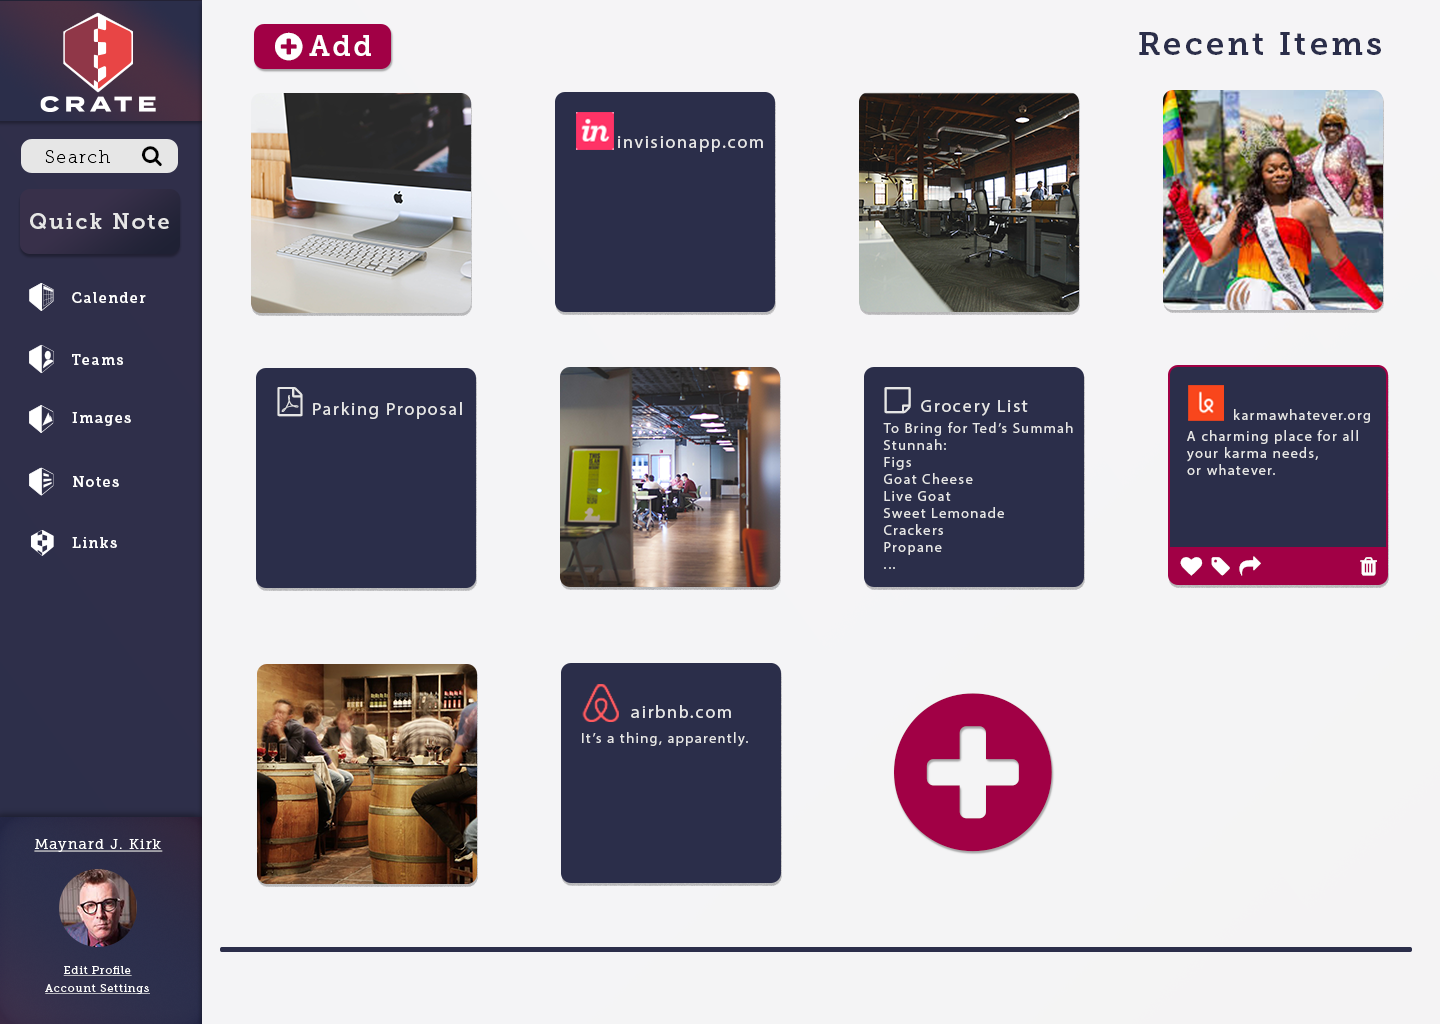 CRATE
Search
Quick Note
Calender
Teams
Images
Notes
Links
Maynard J. Kirk
Edit Profile
Account Settings
Add
Recent Items
in
invisionapp.com
Parking Proposal
Grocery List
To Bring for Ted's Summah
Stunnah:
Figs
Goat Cheese
Live Goat
Sweet Lemonade
Crackers
Propane
...
karmawhatever.org
A charming place for all
your karma needs,
or whatever.
airbnb.com
It's a thing, apparently.